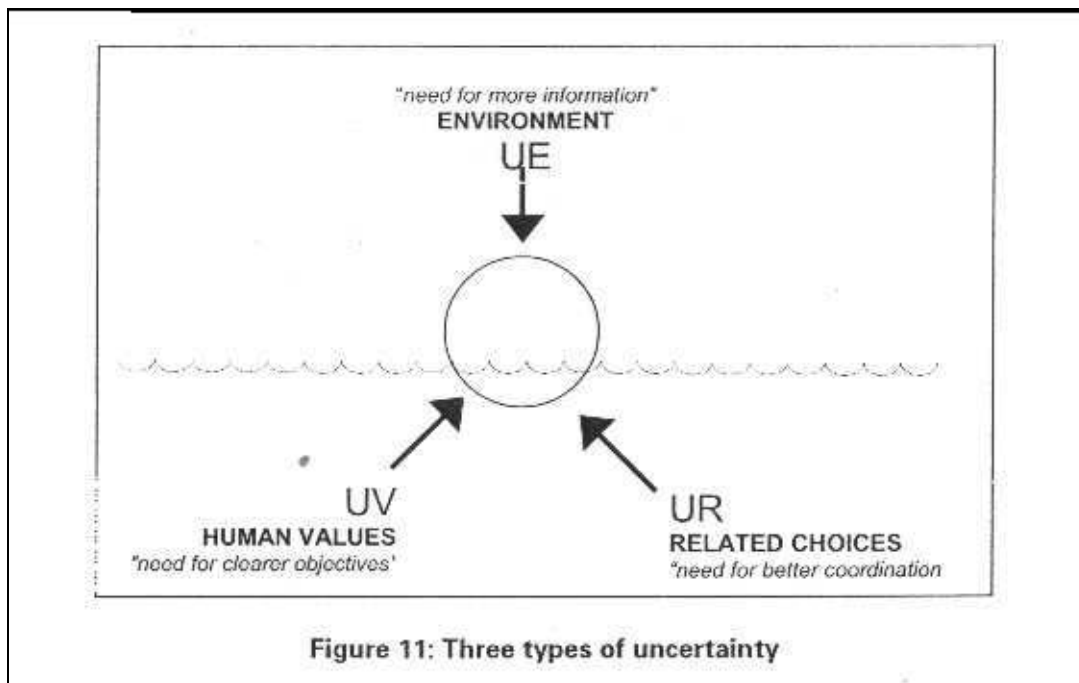 "need for more information"
ENVIRONMENT
UE
UV
HUMAN VALUES
"need for clearer objectives'
UR
RELATED CHOICES
"need for better coordination
Figure 11: Three types of uncertainty